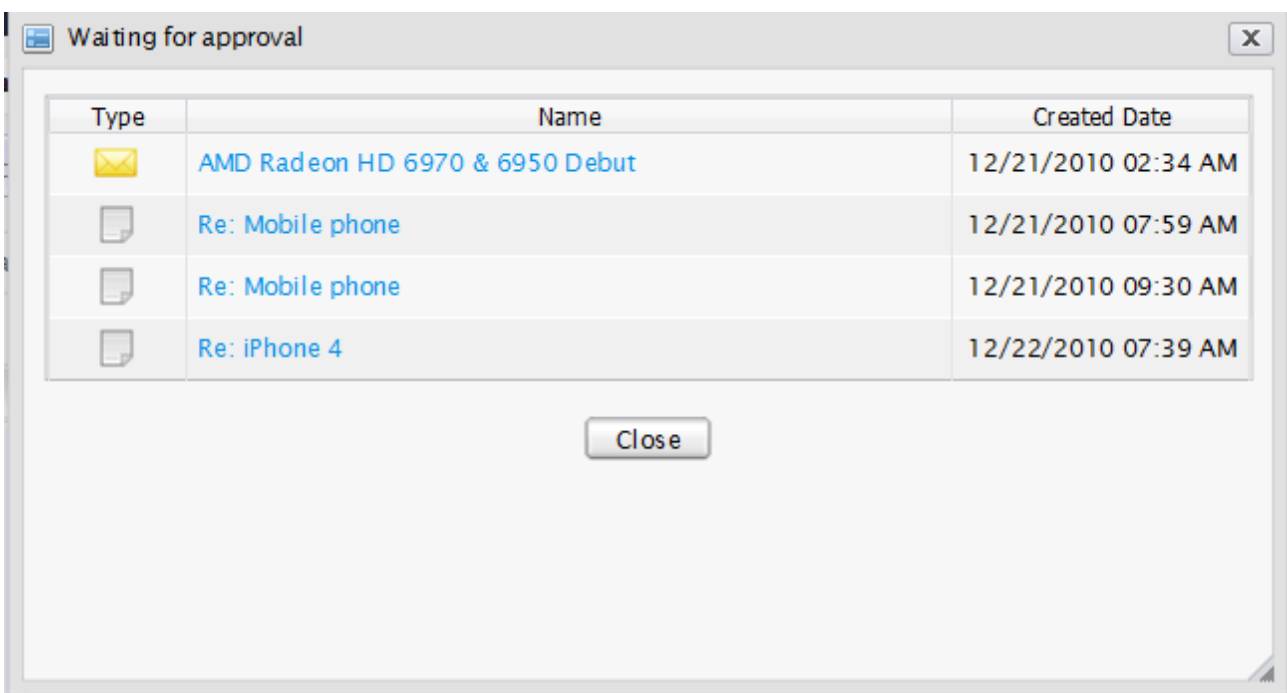 Waiting for approval
X
Type Name Created Date
AMD Radeon HD 6970 & 6950 Debut 12/21/2010 02:34 AM
Re: Mobile phone 12/21/2010 07:59 AM
Re: Mobile phone 12/21/2010 09:30 AM
Re: iPhone 4 12/22/2010 07:39 AM
Close